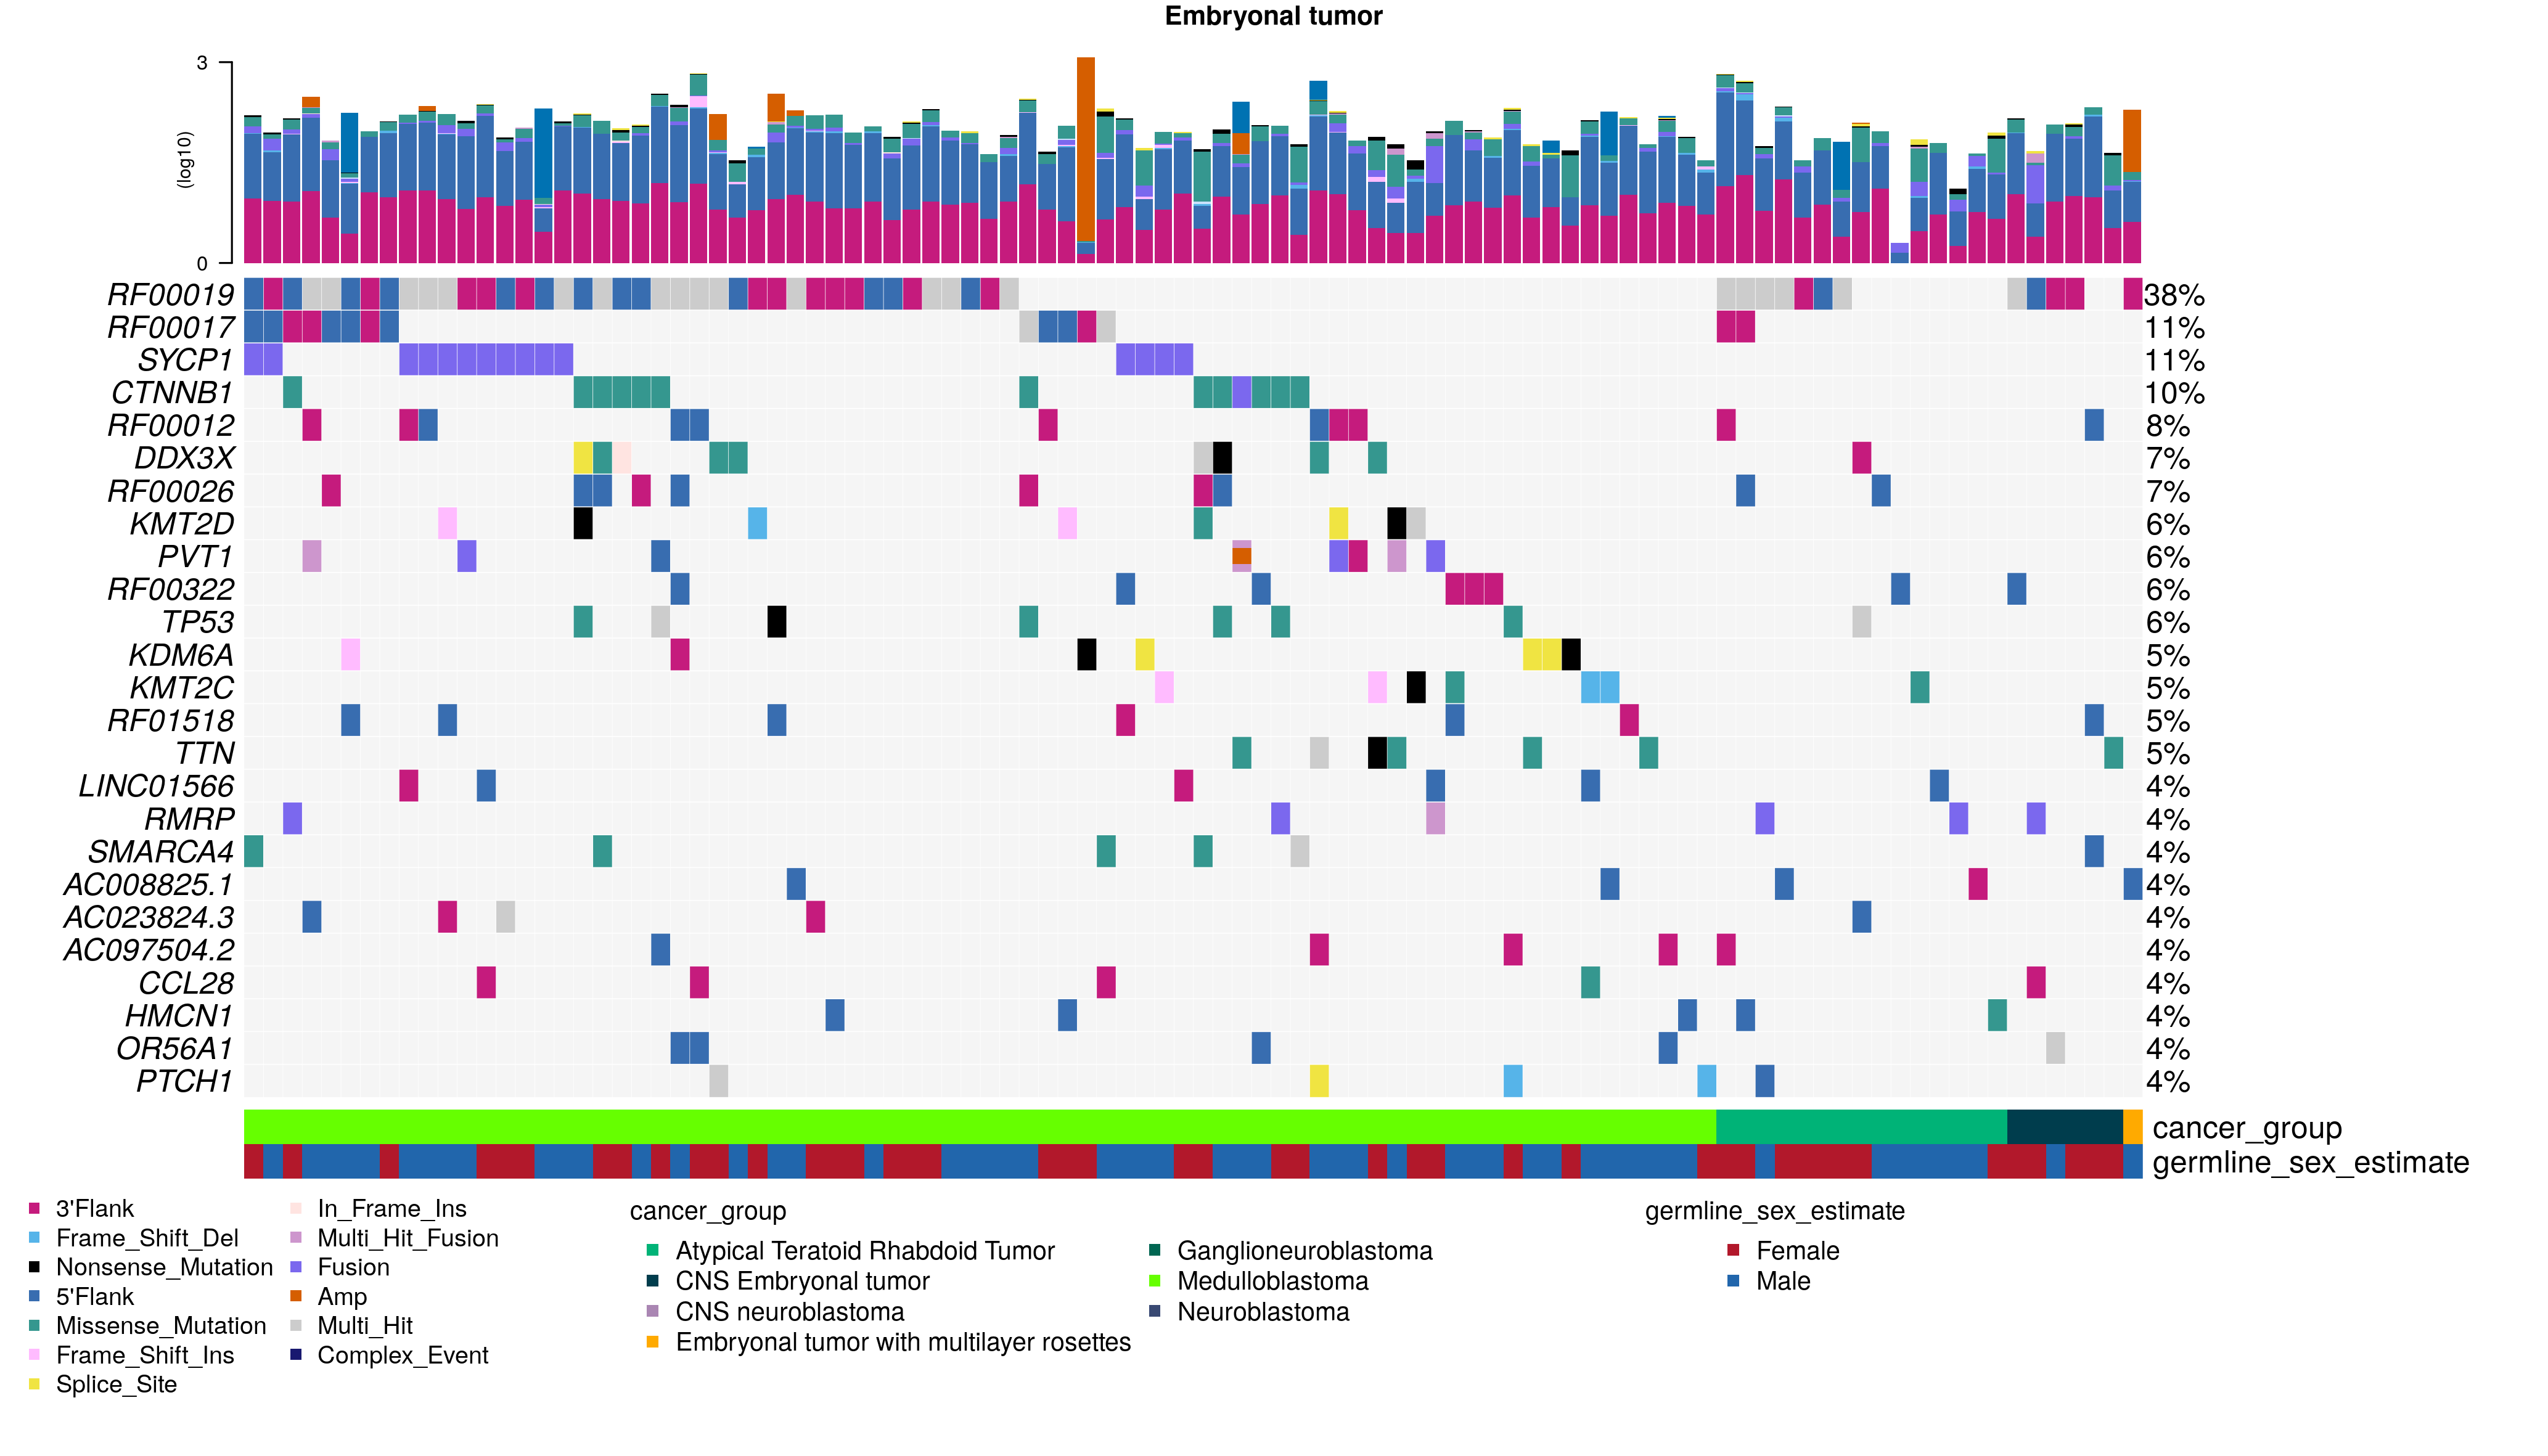 Embryonal tumor
3
(log10)
0
RF00019 38%
RF00017 11%
SYCP1 11%
CTNNB1 10%
RF00012 8%
DDX3X 7%
RF00026 7%
KMT2D 6%
PVT1 6%
RF00322 6%
TP53 6%
KDM6A 5%
KMT2C 5%
RF01518 5%
TTN 5%
LINC01566 4%
RMRP 4%
SMARCA4 4%
AC008825.1 4%
AC023824.3 4%
AC097504.2 4%
CCL28 4%
HMCN1 4%
OR56A1 4%
PTCH1 4%
cancer_group
germline_sex_estimate
3'Flank
Frame_Shift_Del
Nonsense_Mutation
5'Flank
Missense_Mutation
Frame_Shift_Ins
Splice_Site
In_Frame_Ins
Multi_Hit_Fusion
Fusion
Amp
Multi_Hit
Complex_Event
cancer_group
Atypical Teratoid Rhabdoid Tumor
CNS Embryonal tumor
CNS neuroblastoma
Embryonal tumor with multilayer rosettes
Ganglioneuroblastoma
Medulloblastoma
Neuroblastoma
germline_sex_estimate
Female
Male